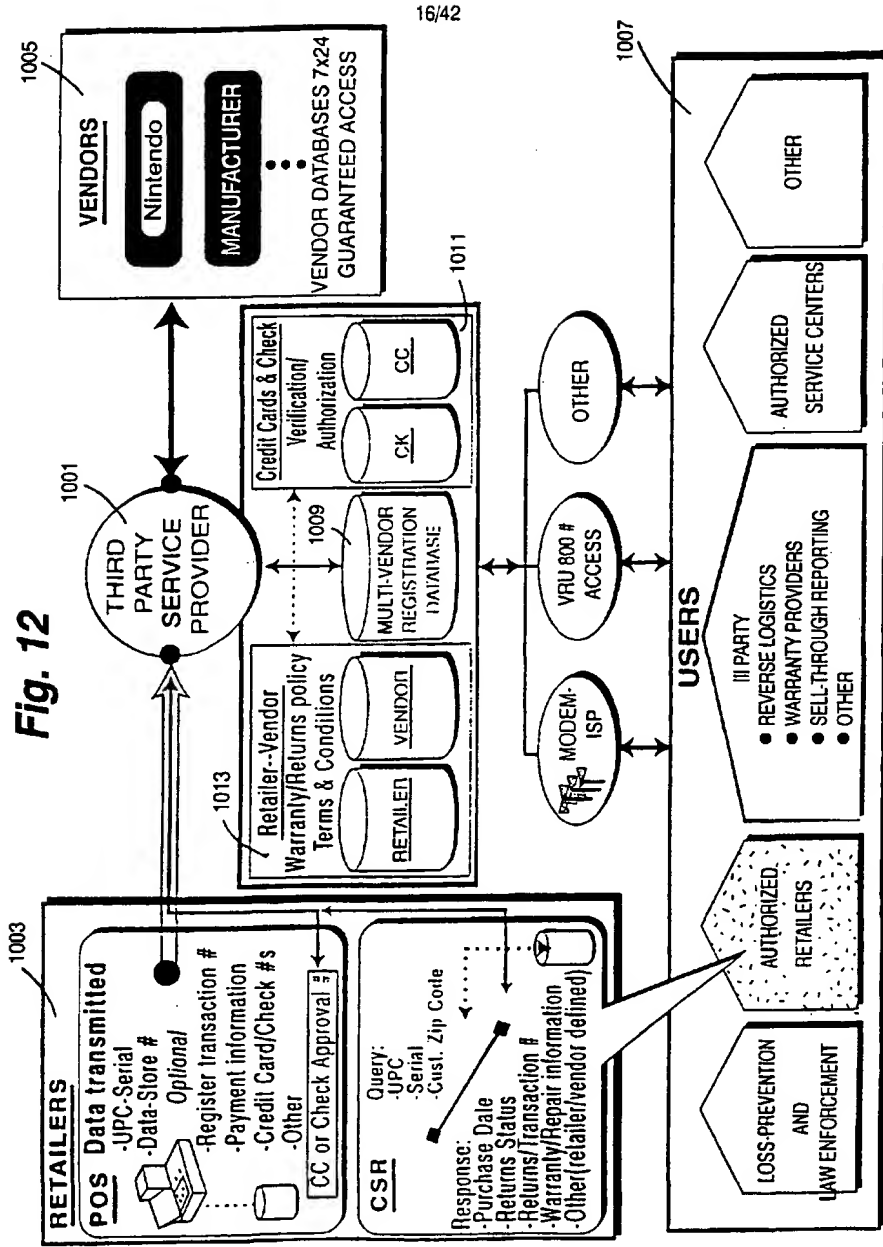 16/42
Fig. 12
1003
RETAILERS
POS Data transmitted
-UPC-Serial
-Data-Store #
Optional
-Register transaction #
-Payment information
-Credit Card/Check #s
-Other
CC or Check Approval #
CSR
Query:
-UPC
-Serial
-Cust. Zip Code
Response:
-Purchase Date
-Returns Status
-Returns/Transaction #
-Warranty/Repair information
-Other(retailer/vendor defined)
1001
THIRD
PARTY
SERVICE
PROVIDER
1005
VENDORS
Nintendo
MANUFACTURER
VENDOR DATABASES 7x24
GUARANTEED ACCESS
1013
Retailer--Vendor
Warranty/Returns policy
Terms & Conditions
RETAILER
VENDOR
1009
MULTI-VENDOR
REGISTRATION
DATABASE
1011
Credit Cards & Check
Verification/
Authorization
CK
CC
MODEM-
ISP
VRU 800 #
ACCESS
OTHER
1007
USERS
LOSS-PREVENTION
AND
LAW ENFORCEMENT
AUTHORIZED
RETAILERS
III PARTY
● REVERSE LOGISTICS
● WARRANTY PROVIDERS
● SELL-THROUGH REPORTING
● OTHER
AUTHORIZED
SERVICE CENTERS
OTHER